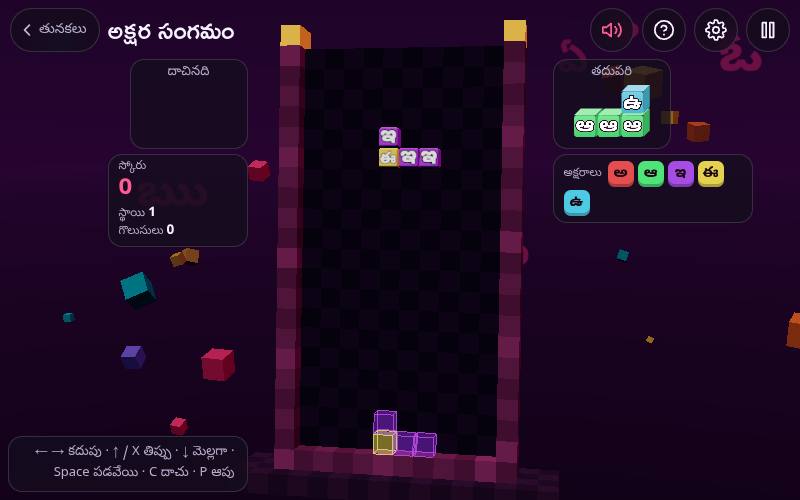 తునకలు
అక్షర సంగమం
దాచినది
తదుపరి
ఉ
ఆ ఆ ఆ
ఇ
ఈ ఇ ఇ
స్కోరు
0
స్థాయి 1
గొలుసులు 0
అక్షరాలు అ ఆ ఇ ఈ
ఉ
← → కదుపు · ↑ / X తిప్పు · ↓ మెల్లగా ·
Space పడవేయి · C దాచు · P ఆపు